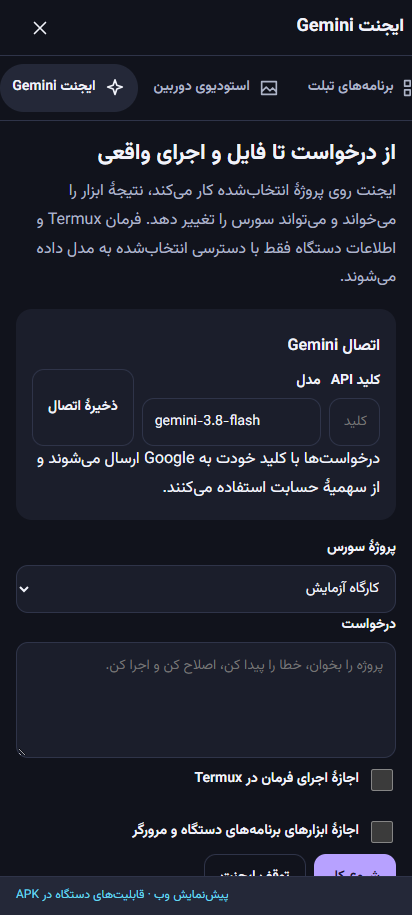 ایجنت Gemini
برنامه‌های تبلت
استودیوی دوربین
ایجنت Gemini
از درخواست تا فایل و اجرای واقعی
ایجنت روی پروژهٔ انتخاب‌شده کار می‌کند، نتیجهٔ ابزار را
می‌خواند و می‌تواند سورس را تغییر دهد. فرمان Termux و
اطلاعات دستگاه فقط با دسترسی انتخاب‌شده به مدل داده
می‌شوند.
اتصال Gemini
کلید API
مدل
کلید
gemini-3.8-flash
ذخیرهٔ اتصال
درخواست‌ها با کلید خودت به Google ارسال می‌شوند و
از سهمیهٔ حسابت استفاده می‌کنند.
پروژهٔ سورس
کارگاه آزمایش
درخواست
پروژه را بخوان، خطا را پیدا کن، اصلاح کن و اجرا کن.
اجازهٔ اجرای فرمان در Termux
اجازهٔ ابزارهای برنامه‌های دستگاه و مرورگر
شروع کار
توقف ایجنت
پیش‌نمایش وب · قابلیت‌های دستگاه در APK